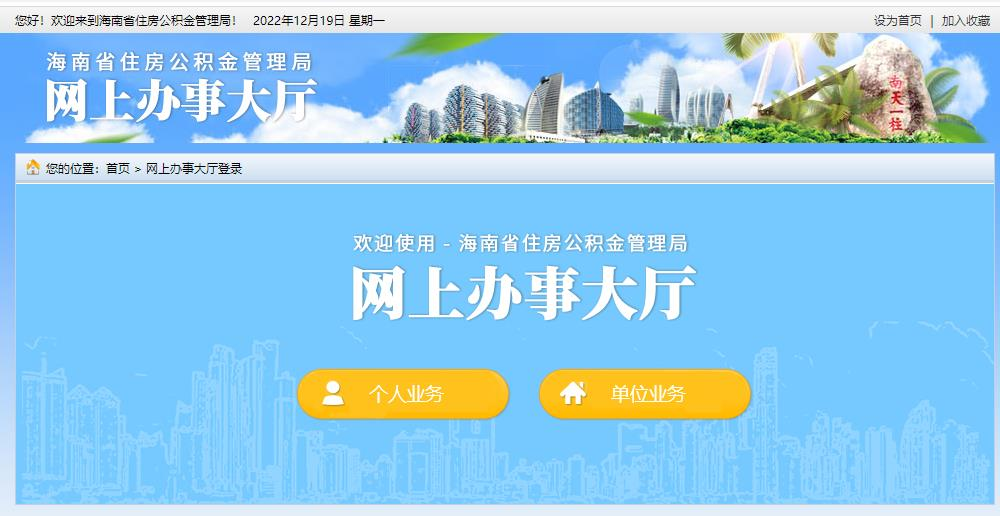 您好！欢迎来到海南省住房公积金管理局！ 2022年12月19日 星期一
设为首页 | 加入收藏
海南省住房公积金管理局
网上办事大厅
南天一柱
您的位置：首页 > 网上办事大厅登录
欢迎使用 - 海南省住房公积金管理局
网上办事大厅
个人业务
单位业务